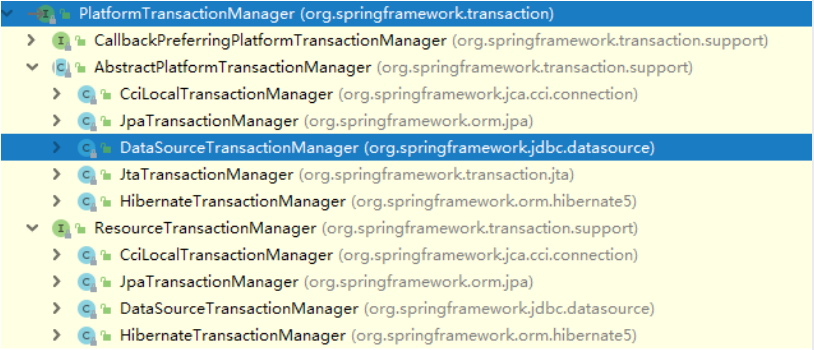 PlatformTransactionManager (org.springframework.transaction)
CallbackPreferringPlatformTransactionManager (org.springframework.transaction.support)
AbstractPlatformTransactionManager (org.springframework.transaction.support)
CciLocalTransactionManager (org.springframework.jca.cci.connection)
JpaTransactionManager (org.springframework.orm.jpa)
DataSourceTransactionManager (org.springframework.jdbc.datasource)
JtaTransactionManager (org.springframework.transaction.jta)
HibernateTransactionManager (org.springframework.orm.hibernate5)
ResourceTransactionManager (org.springframework.transaction.support)
CciLocalTransactionManager (org.springframework.jca.cci.connection)
JpaTransactionManager (org.springframework.orm.jpa)
DataSourceTransactionManager (org.springframework.jdbc.datasource)
HibernateTransactionManager (org.springframework.orm.hibernate5)